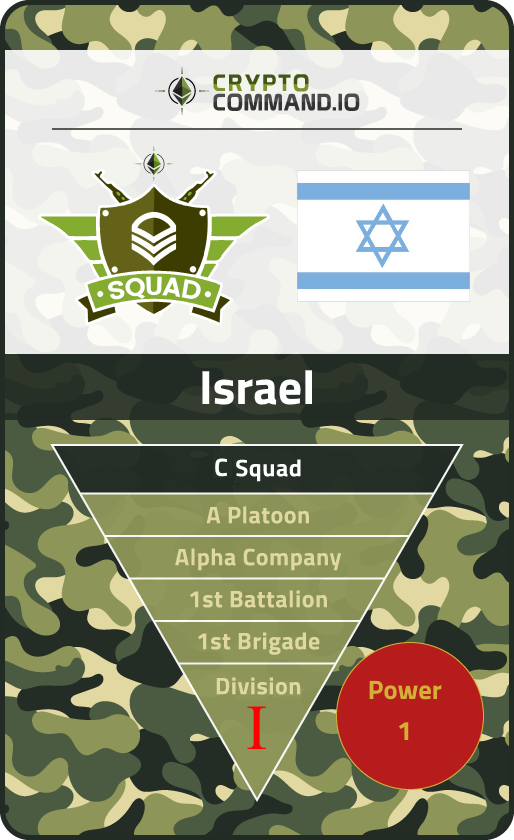 CRYPTO
COMMAND.IO
SQUAD
Israel
C Squad
A Platoon
Alpha Company
1st Battalion
1st Brigade
Division
I
Power
1